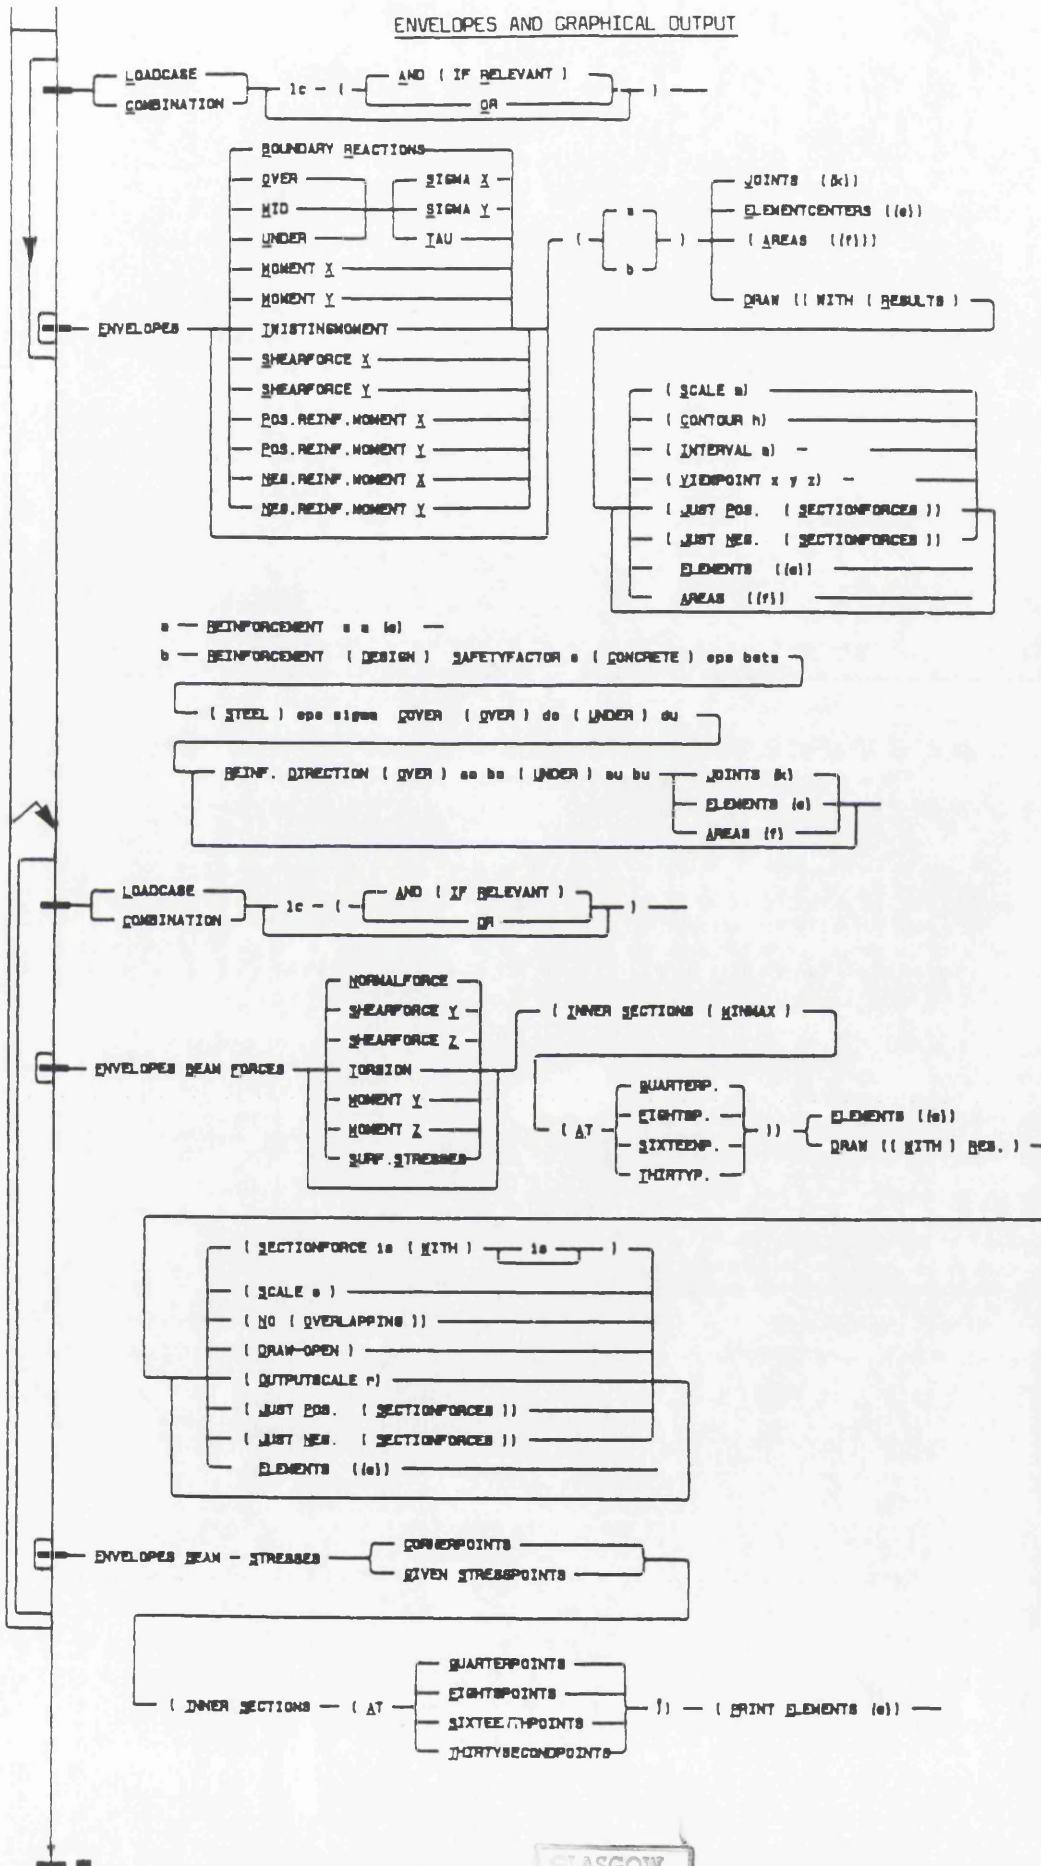 ENVELOPES AND GRAPHICAL OUTPUT
LOADCASE
COMBINATION
lc - (
AND ( IF RELEVANT )
OR
)
BOUNDARY REACTIONS
OVER
MID
UNDER
SIGMA X
SIGMA Y
TAU
MOMENT X
MOMENT Y
ENVELOPES
TWISTINGMOMENT
SHEARFORCE X
SHEARFORCE Y
POS.REINF.MOMENT X
POS.REINF.MOMENT Y
NEG.REINF.MOMENT X
NEG.REINF.MOMENT Y
(
a
b
)
JOINTS ((k))
ELEMENTCENTERS ((e))
( AREAS ((f)))
DRAW (( WITH ( RESULTS )
( SCALE m)
( CONTOUR h)
( INTERVAL m) -
( VIEWPOINT x y z) -
( JUST POS. ( SECTIONFORCES ))
( JUST NEG. ( SECTIONFORCES ))
ELEMENTS ((e))
AREAS ((f))
a - REINFORCEMENT s a (e) -
b - REINFORCEMENT ( DESIGN ) SAFETYFACTOR s ( CONCRETE ) eps beta
( STEEL ) eps sigma COVER ( OVER ) do ( UNDER ) du
REINF. DIRECTION ( OVER ) ao bo ( UNDER ) au bu
JOINTS (k)
ELEMENTS (e)
AREAS (f)
LOADCASE
COMBINATION
lc - (
AND ( IF RELEVANT )
OR
)
ENVELOPES BEAM FORCES
NORMALFORCE
SHEARFORCE Y
SHEARFORCE Z
TORSION
MOMENT Y
MOMENT Z
SURF.STRESSES
( INNER SECTIONS ( MINMAX )
( AT
QUARTERP.
EIGHTSP.
SIXTEENP.
THIRTYP.
))
ELEMENTS ((e))
DRAW (( WITH ) RES. )
( SECTIONFORCE is ( WITH ) is )
( SCALE m )
( NO ( OVERLAPPING ))
( DRAW-OPEN )
( OUTPUTSCALE r)
( JUST POS. ( SECTIONFORCES ))
( JUST NEG. ( SECTIONFORCES ))
ELEMENTS ((e))
ENVELOPES BEAM - STRESSES
CORNERPOINTS
GIVEN STRESSPOINTS
( INNER SECTIONS - ( AT
QUARTERPOINTS
EIGHTSPOINTS
SIXTEENTHPOINTS
THIRTYSECONDPOINTS
)) - ( PRINT ELEMENTS (e)) -
GLASGOW